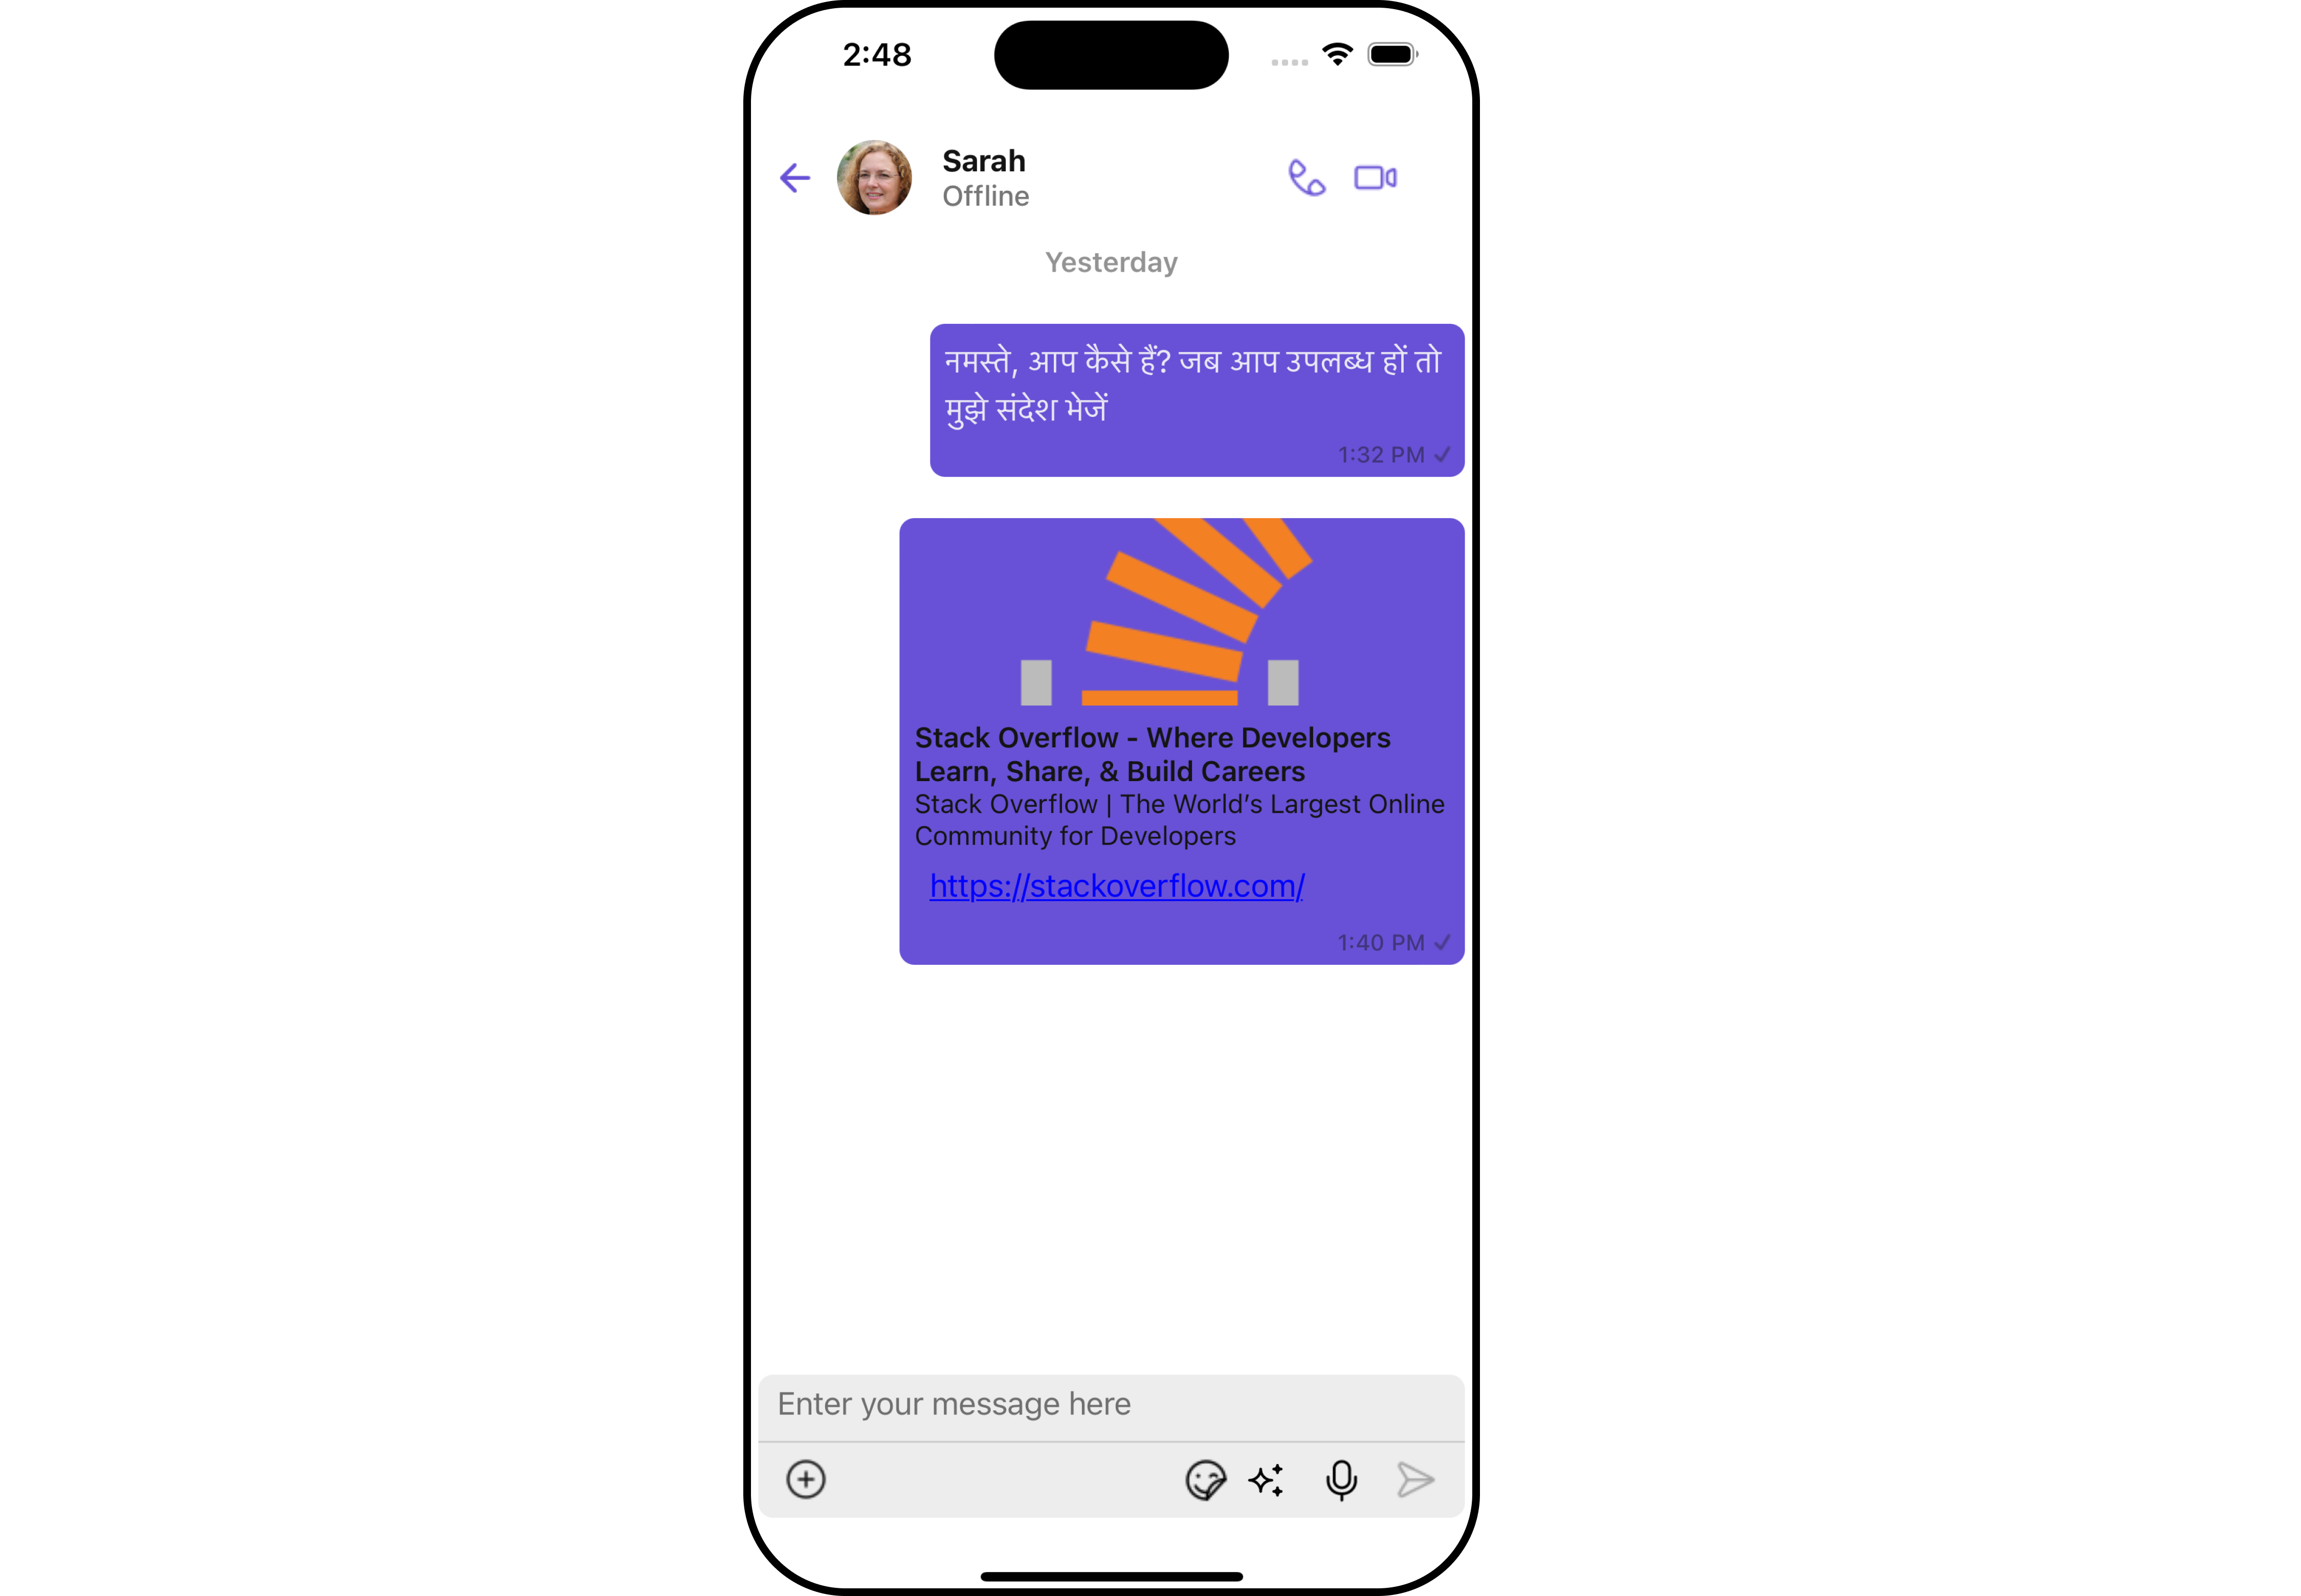 2:48
Sarah
Offline
Yesterday
नमस्ते, आप कैसे हैं? जब आप उपलब्ध हों तो
मुझे संदेश भेजें
1:32 PM
Stack Overflow - Where Developers
Learn, Share, & Build Careers
Stack Overflow | The World’s Largest Online
Community for Developers
https://stackoverflow.com/
1:40 PM
Enter your message here